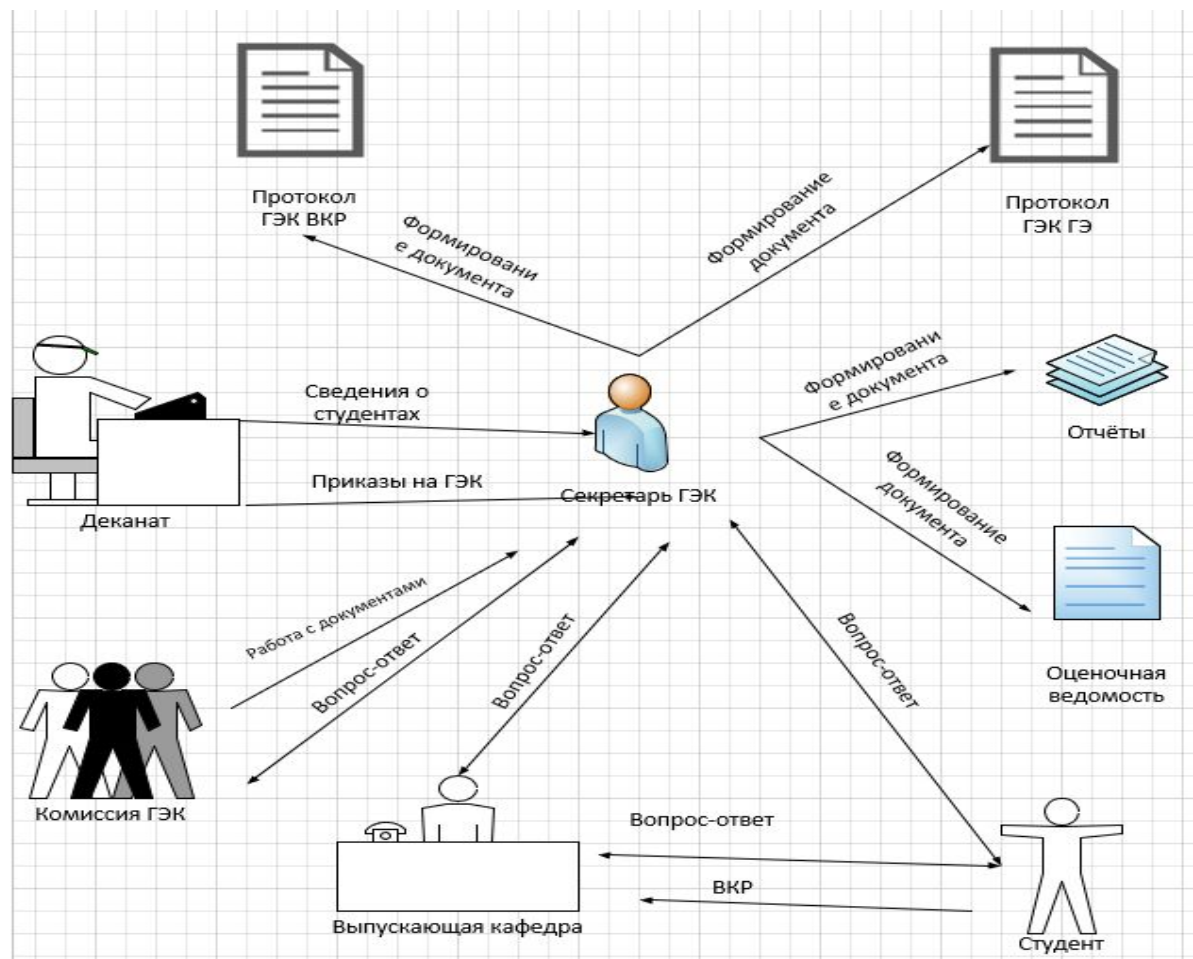 Протокол
ГЭК ВКР
Формировани
е документа
Формирование
документа
Протокол
ГЭК ГЭ
Сведения о
студентах
Формировани
е документа
Отчёты
Приказы на ГЭК
Секретарь ГЭК
Деканат
Формирование
документа
Работа с документами
Вопрос-ответ
Вопрос-ответ
Вопрос-ответ
Оценочная
ведомость
Комиссия ГЭК
Вопрос-ответ
ВКР
Выпускающая кафедра
Студент